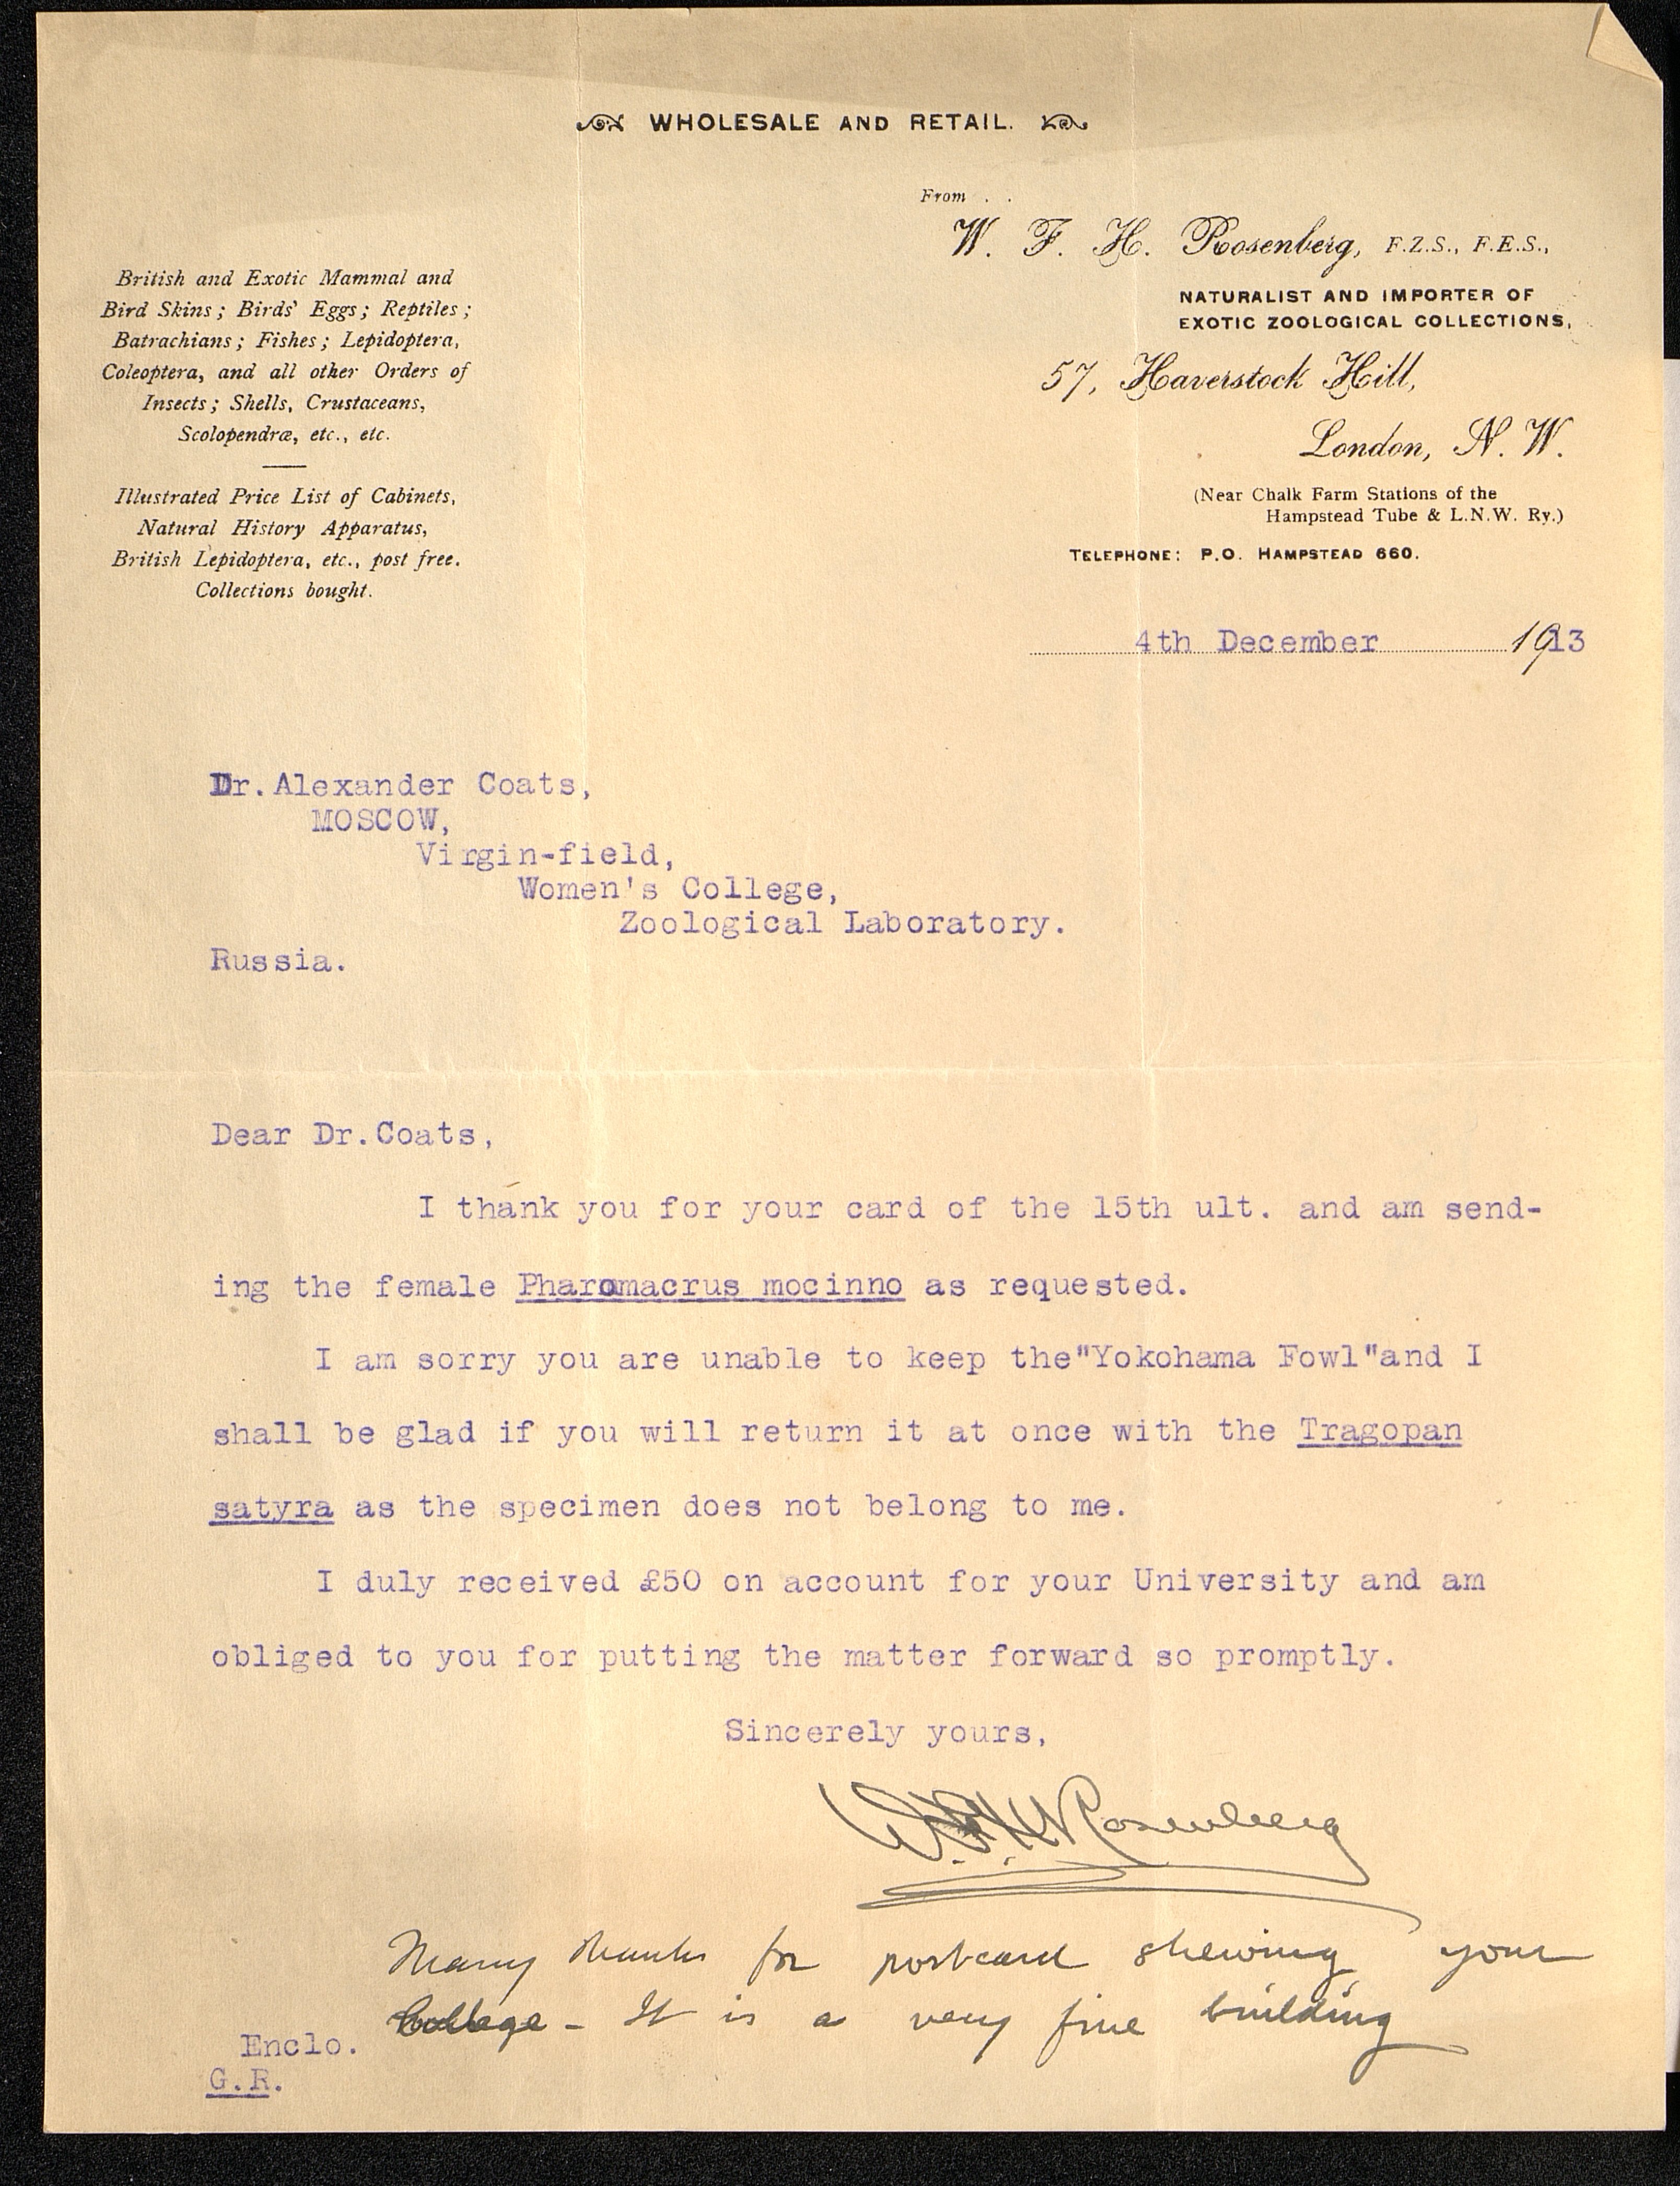 WHOLESALE AND RETAIL.
From . .
W. F. H. Rosenberg, F.Z.S., F.E.S.,
NATURALIST AND IMPORTER OF
EXOTIC ZOOLOGICAL COLLECTIONS,
57, Haverstock Hill,
London, N. W.
(Near Chalk Farm Stations of the
Hampstead Tube & L.N.W. Ry.)
TELEPHONE: P.O. HAMPSTEAD 660.
British and Exotic Mammal and
Bird Skins; Birds' Eggs; Reptiles;
Batrachians; Fishes; Lepidoptera,
Coleoptera, and all other Orders of
Insects; Shells, Crustaceans,
Scolopendræ, etc., etc.
Illustrated Price List of Cabinets,
Natural History Apparatus,
British Lepidoptera, etc., post free.
Collections bought.
4th December 1913
Dr.Alexander Coats,
MOSCOW,
Virgin-field,
Women's College,
Zoological Laboratory.
Russia.
Dear Dr.Coats,
I thank you for your card of the 15th ult. and am send-
ing the female Pharomacrus mocinno as requested.
I am sorry you are unable to keep the"Yokohama Fowl"and I
shall be glad if you will return it at once with the Tragopan
satyra as the specimen does not belong to me.
I duly received £50 on account for your University and am
obliged to you for putting the matter forward so promptly.
Sincerely yours,
W.F.H. Rosenberg
Many thanks for postcard shewing your
College - It is a very fine building
Enclo.
G.R.